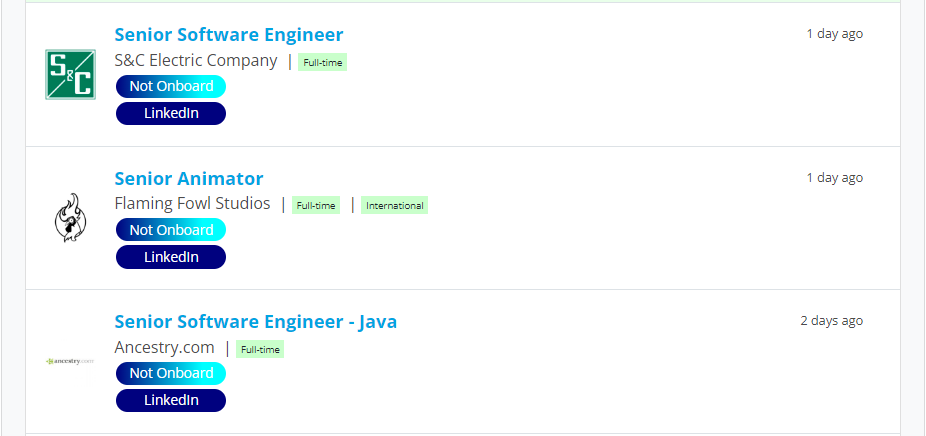 Senior Software Engineer
1 day ago
S&C
S&C Electric Company | Full-time
Not Onboard
LinkedIn
Senior Animator
1 day ago
Flaming Fowl Studios | Full-time | International
Not Onboard
LinkedIn
Senior Software Engineer - Java
2 days ago
ancestry.com
Ancestry.com | Full-time
Not Onboard
LinkedIn